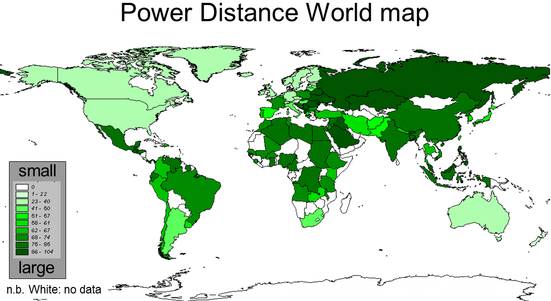 Power Distance World map
small
0
1 - 22
23 - 40
41 - 50
51 - 57
58 - 61
62 - 67
68 - 74
75 - 85
86 - 104
large
n.b. White: no data